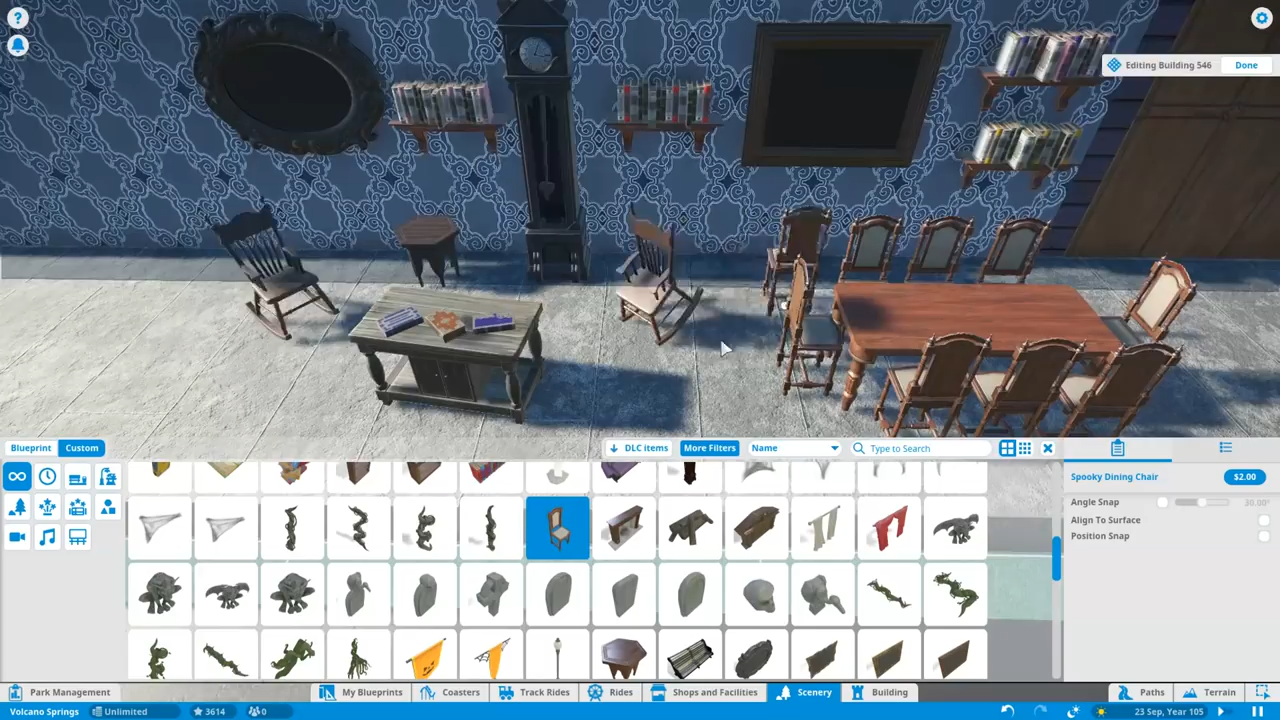 ?
Editing Building 546
Done
Blueprint
Custom
DLC items
More Filters
Name
Type to Search
Spooky Dining Chair
$2.00
Angle Snap
30.00°
Align To Surface
Position Snap
Park Management
My Blueprints
Coasters
Track Rides
Rides
Shops and Facilities
Scenery
Building
Paths
Terrain
Volcano Springs
Unlimited
3614
0
23 Sep, Year 105